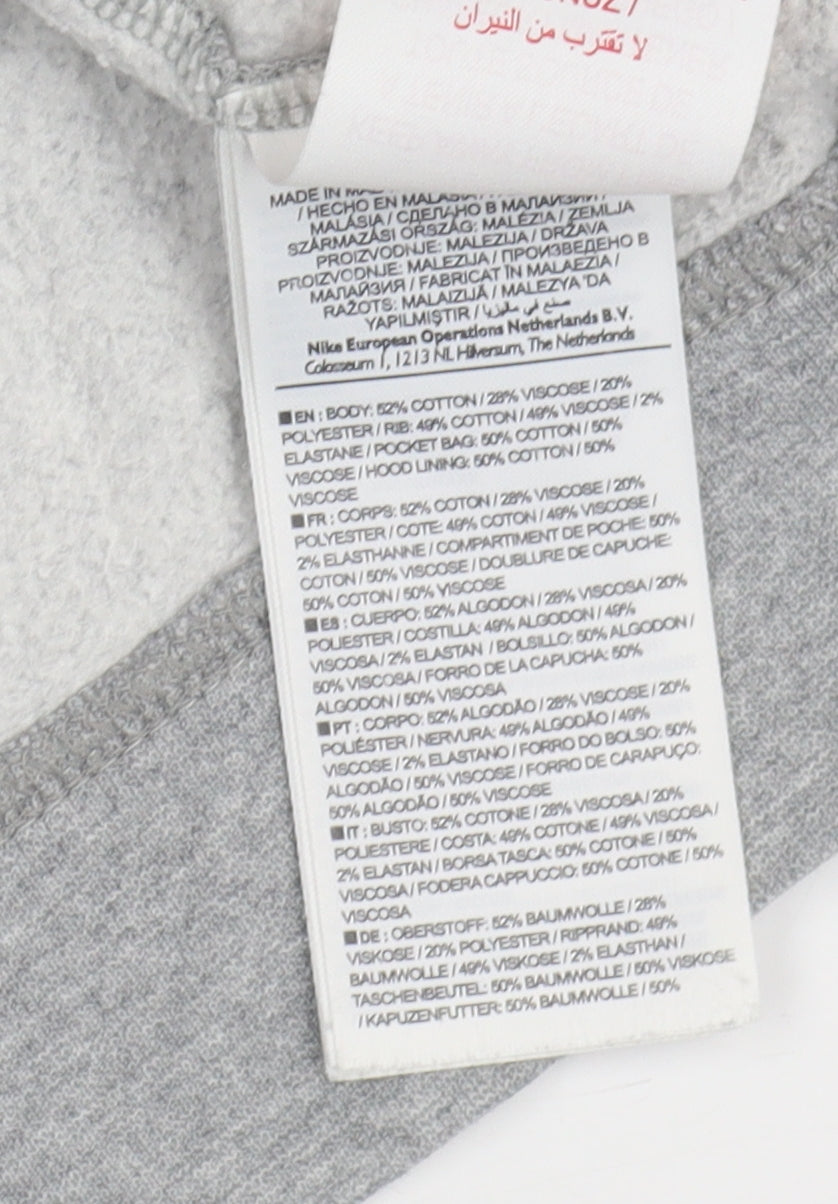 لا تقترب من النيران
MADE IN
/ HECHO EN MALASIA /
MALÁSIA / СДЕЛАНО В МАЛАЙЗИИ /
SZÁRMAZÁSI ORSZÁG: MALÉZIA / ZEMLJA
PROIZVODNJE: MALEZIJA / DRŽAVA
PROIZVODNJE: MALEZIJA / ПРОИЗВЕДЕНО В
МАЛАЙЗИЯ / FABRICAT ÎN MALAEZIA /
RAŽOTS: MALAIZIJĀ / MALEZYA 'DA
YAPILMIŞTIR / صنع في ماليزيا
Nike European Operations Netherlands B.V.
Colosseum 1, 1213 NL Hilversum, The Netherlands
EN : BODY: 52% COTTON / 28% VISCOSE / 20%
POLYESTER / RIB: 49% COTTON / 49% VISCOSE / 2%
ELASTANE / POCKET BAG: 50% COTTON / 50%
VISCOSE / HOOD LINING: 50% COTTON / 50%
VISCOSE
FR : CORPS: 52% COTON / 28% VISCOSE / 20%
POLYESTER / COTE: 49% COTON / 49% VISCOSE /
2% ELASTHANNE / COMPARTIMENT DE POCHE: 50%
COTON / 50% VISCOSE / DOUBLURE DE CAPUCHE:
50% COTON / 50% VISCOSE
ES : CUERPO: 52% ALGODON / 28% VISCOSA / 20%
POLIESTER / COSTILLA: 49% ALGODON / 49%
VISCOSA / 2% ELASTAN / BOLSILLO: 50% ALGODON /
50% VISCOSA / FORRO DE LA CAPUCHA: 50%
ALGODON / 50% VISCOSA
PT : CORPO: 52% ALGODÃO / 28% VISCOSE / 20%
POLIÉSTER / NERVURA: 49% ALGODÃO / 49%
VISCOSE / 2% ELASTANO / FORRO DO BOLSO: 50%
ALGODÃO / 50% VISCOSE / FORRO DE CARAPUÇO:
50% ALGODÃO / 50% VISCOSE
IT : BUSTO: 52% COTONE / 28% VISCOSA / 20%
POLIESTERE / COSTA: 49% COTONE / 49% VISCOSA /
2% ELASTAN / BORSA TASCA: 50% COTONE / 50%
VISCOSA / FODERA CAPPUCCIO: 50% COTONE / 50%
VISCOSA
DE : OBERSTOFF: 52% BAUMWOLLE / 28%
VISKOSE / 20% POLYESTER / RIPPRAND: 49%
BAUMWOLLE / 49% VISKOSE / 2% ELASTHAN /
TASCHENBEUTEL: 50% BAUMWOLLE / 50% VISKOSE
/ KAPUZENFUTTER: 50% BAUMWOLLE / 50%